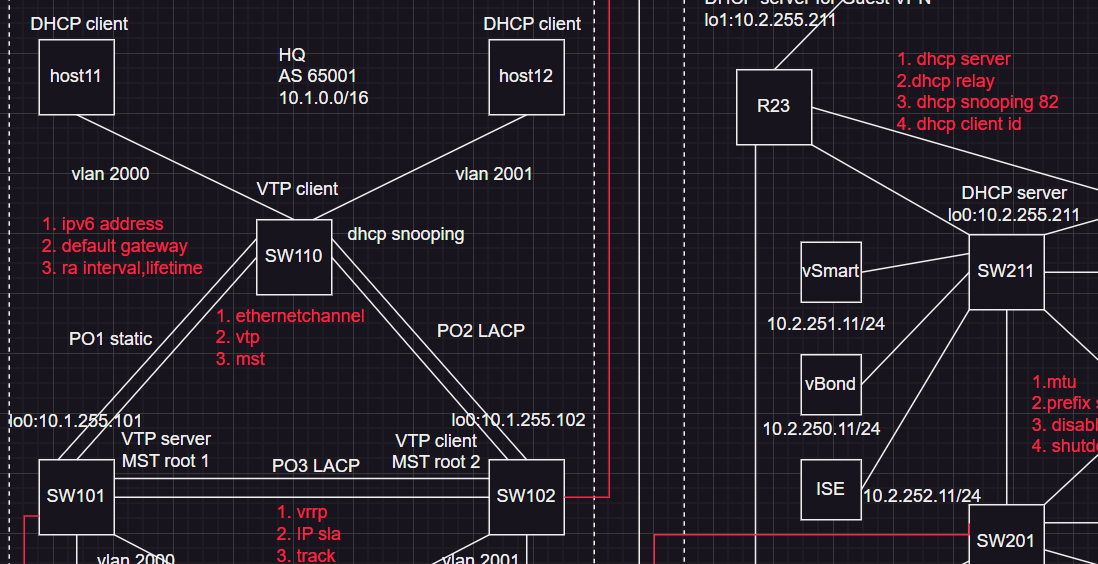 DHCP client
host11
HQ
AS 65001
10.1.0.0/16
DHCP client
host12
vlan 2000
vlan 2001
VTP client
1. ipv6 address
2. default gateway
3. ra interval,lifetime
SW110
dhcp snooping
1. ethernetchannel
2. vtp
3. mst
PO1 static
PO2 LACP
lo0:10.1.255.101
lo0:10.1.255.102
VTP server
MST root 1
VTP client
MST root 2
PO3 LACP
SW101
SW102
1. vrrp
2. IP sla
3. track
vlan 2000
vlan 2001
DHCP server for Guest VPN
lo1:10.2.255.211
R23
1. dhcp server
2.dhcp relay
3. dhcp snooping 82
4. dhcp client id
DHCP server
lo0:10.2.255.211
SW211
vSmart
10.2.251.11/24
vBond
10.2.250.11/24
ISE
10.2.252.11/24
1.mtu
2.prefix
3. disabl
4. shutd
SW201